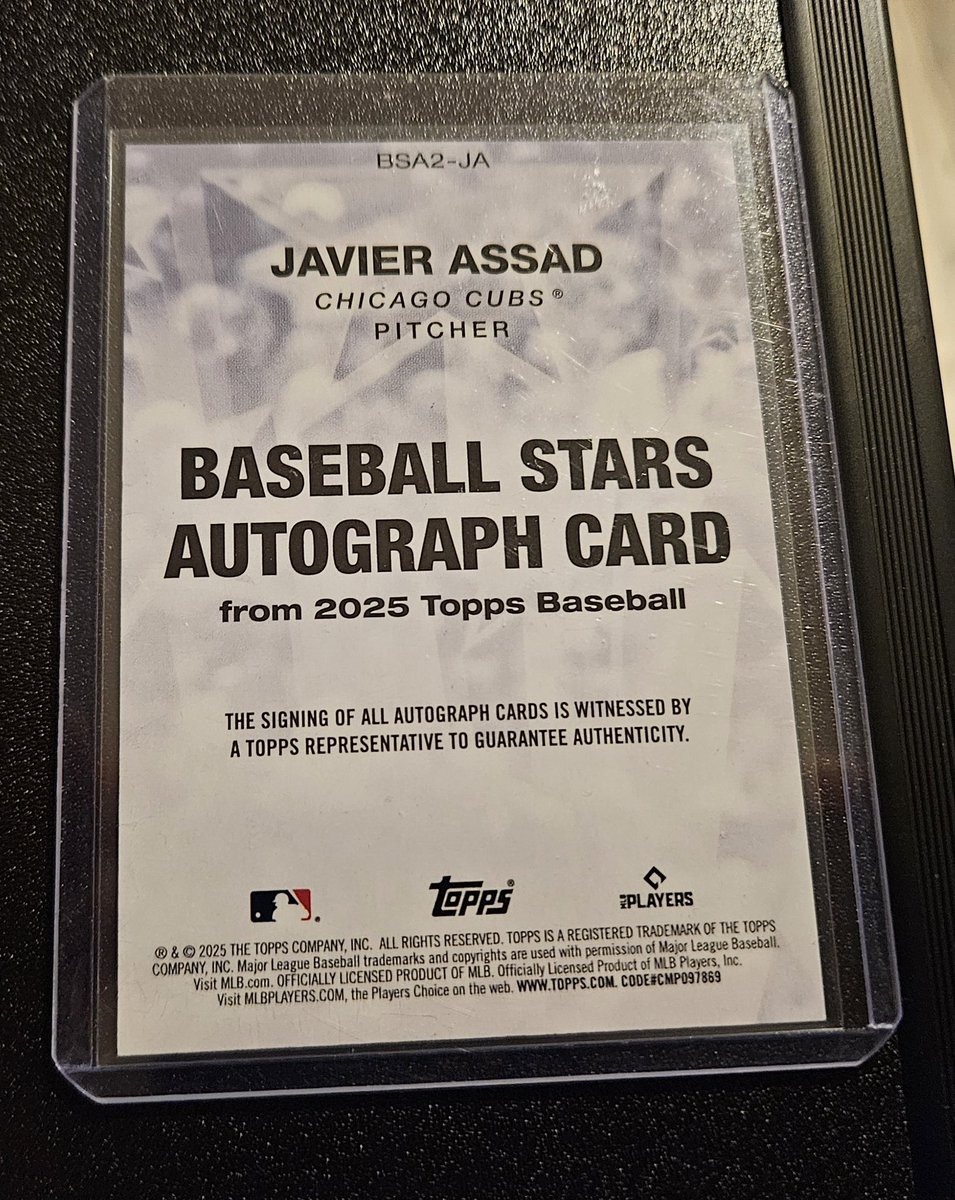 BSA2-JA
JAVIER ASSAD
CHICAGO CUBS®
PITCHER
BASEBALL STARS
AUTOGRAPH CARD
from 2025 Topps Baseball
THE SIGNING OF ALL AUTOGRAPH CARDS IS WITNESSED BY
A TOPPS REPRESENTATIVE TO GUARANTEE AUTHENTICITY.
topps® PLAYERS
® & © 2025 THE TOPPS COMPANY, INC. ALL RIGHTS RESERVED. TOPPS IS A REGISTERED TRADEMARK OF THE TOPPS
COMPANY, INC. Major League Baseball trademarks and copyrights are used with permission of Major League Baseball.
Visit MLB.com. OFFICIALLY LICENSED PRODUCT OF MLB. Officially Licensed Product of MLB Players, Inc.
Visit MLBPLAYERS.COM, the Players Choice on the web. WWW.TOPPS.COM. CODE#CMP097869